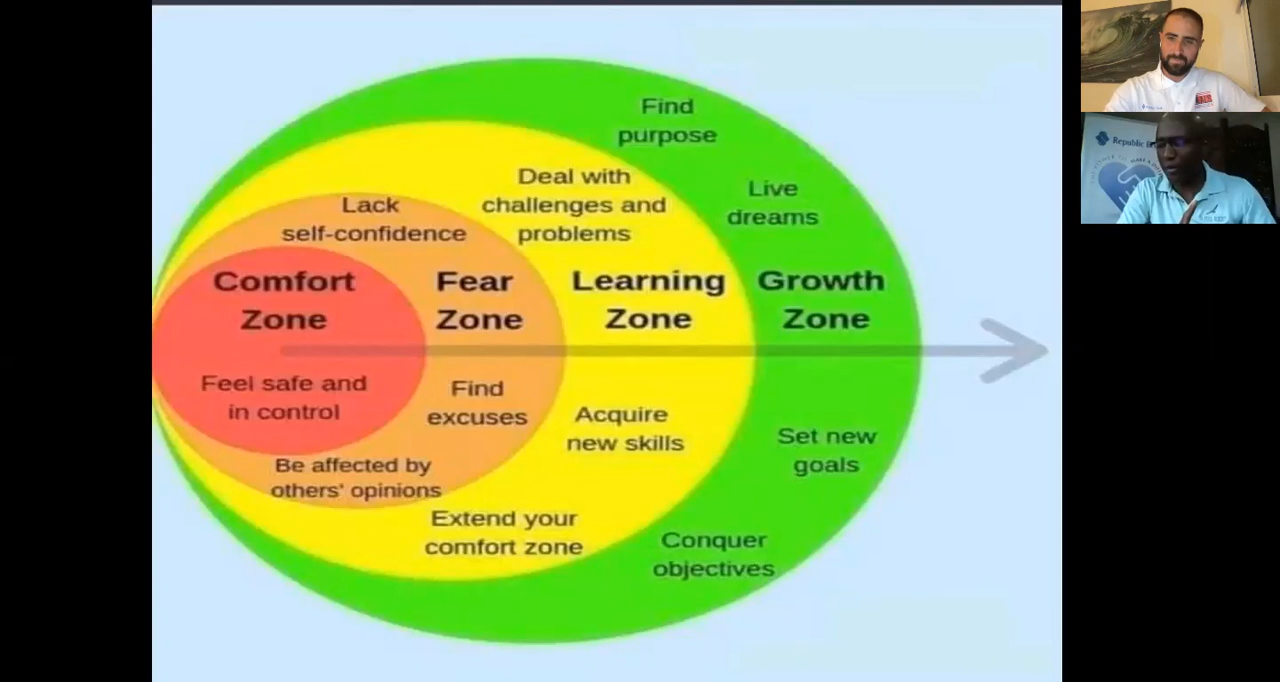 Find
purpose
Live
dreams
Deal with
challenges and
problems
Lack
self-confidence
Comfort
Zone
Fear
Zone
Learning
Zone
Growth
Zone
Feel safe and
in control
Find
excuses
Acquire
new skills
Set new
goals
Be affected by
others' opinions
Extend your
comfort zone
Conquer
objectives
Republic